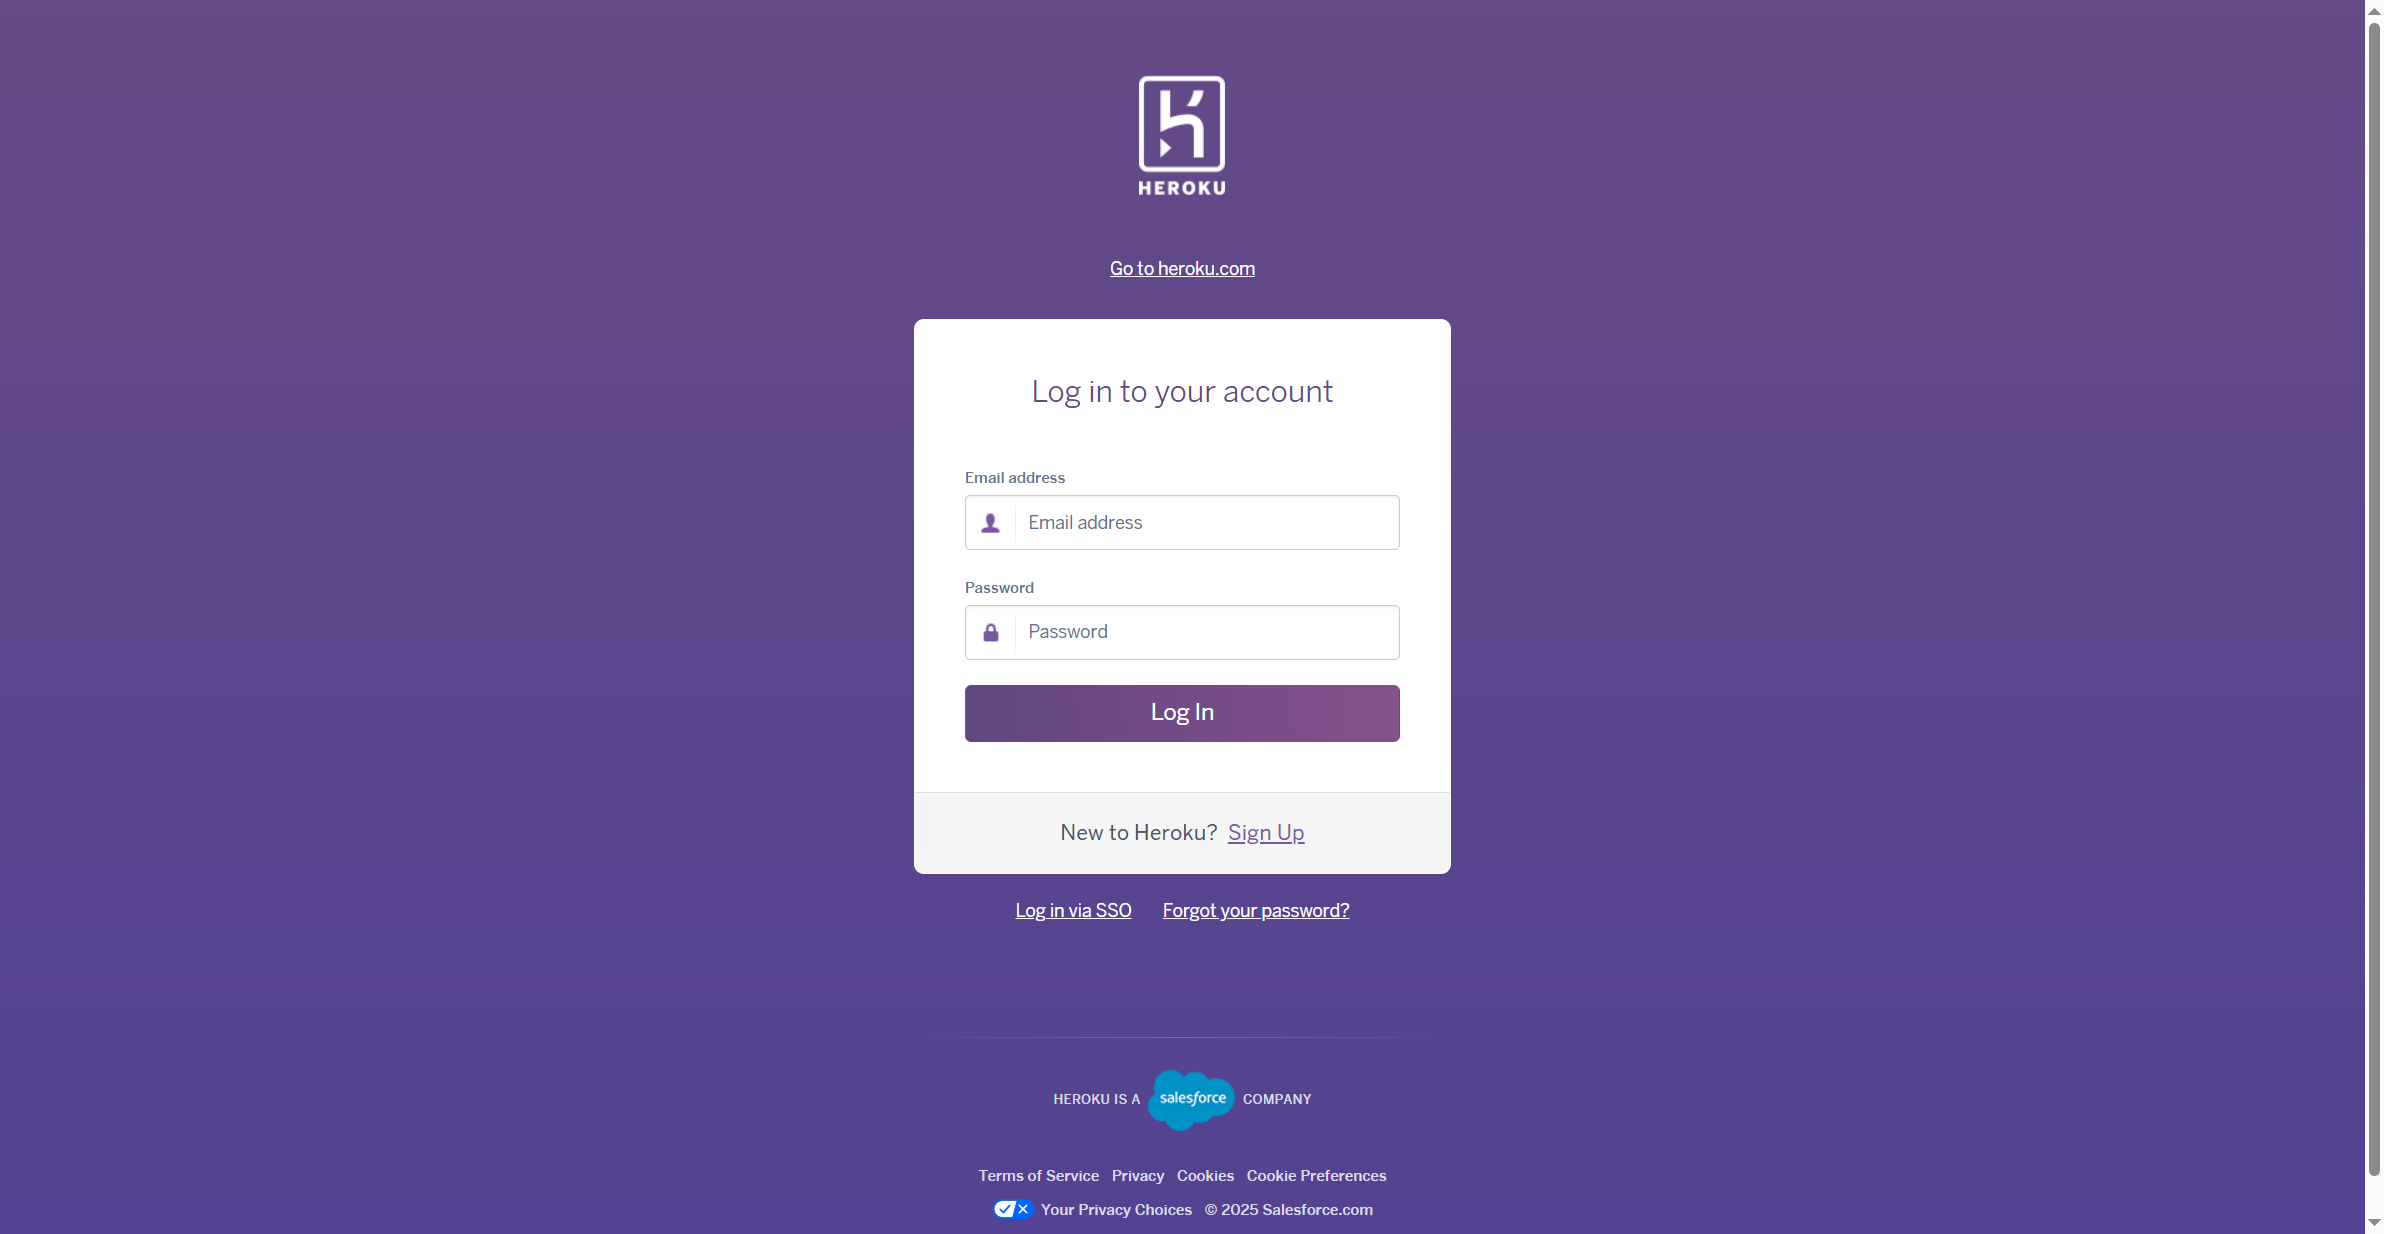 HEROKU
Go to heroku.com
Log in to your account
Email address
Email address
Password
Password
Log In
New to Heroku? Sign Up
Log in via SSO Forgot your password?
HEROKU IS A salesforce COMPANY
Terms of Service Privacy Cookies Cookie Preferences
Your Privacy Choices © 2025 Salesforce.com